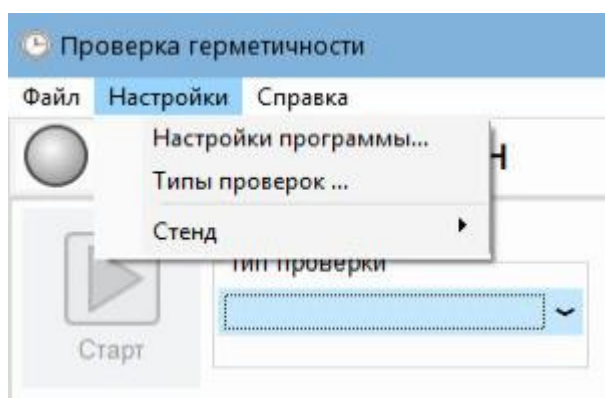 Проверка герметичности
Файл Настройки Справка
Настройки программы...
Типы проверок ...
Стенд
Тип проверки
Старт